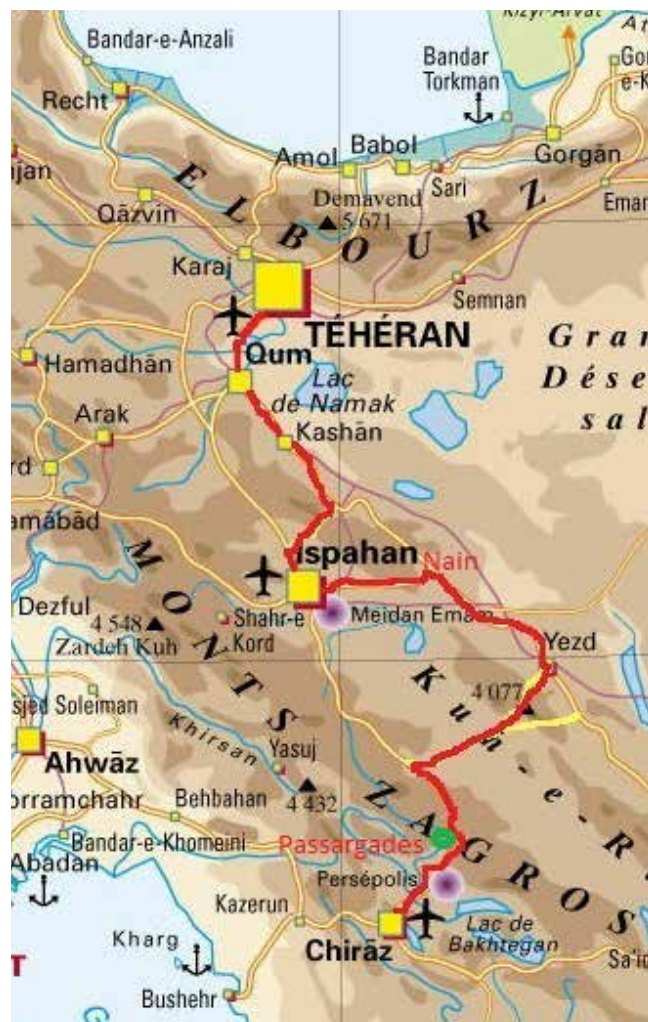 Kizyl-Arvat
Bandar-e-Anzali
Bandar
Torkman
Recht
Amol
Babol
Sari
Gorgān
Qāzvin
ELBOURZ
Demavend
5 671
Karaj
Semnan
TÉHÉRAN
Qum
Hamadhān
Lac
de Namak
Arak
Kashān
Ispahan
Nain
MONTS
ZAGROS
Dezful
4 548
Zardeh Kuh
Shahr-e
Kord
Meidan Emam
Yezd
4 077
Kuh-e-R
Khirsan
Yasuj
Ahwāz
4 432
Behbahan
Bandar-e-Khomeini
Abadan
Passargades
Persépolis
Kazerun
Chirāz
Lac de
Bakhtegan
Kharg
Bushehr